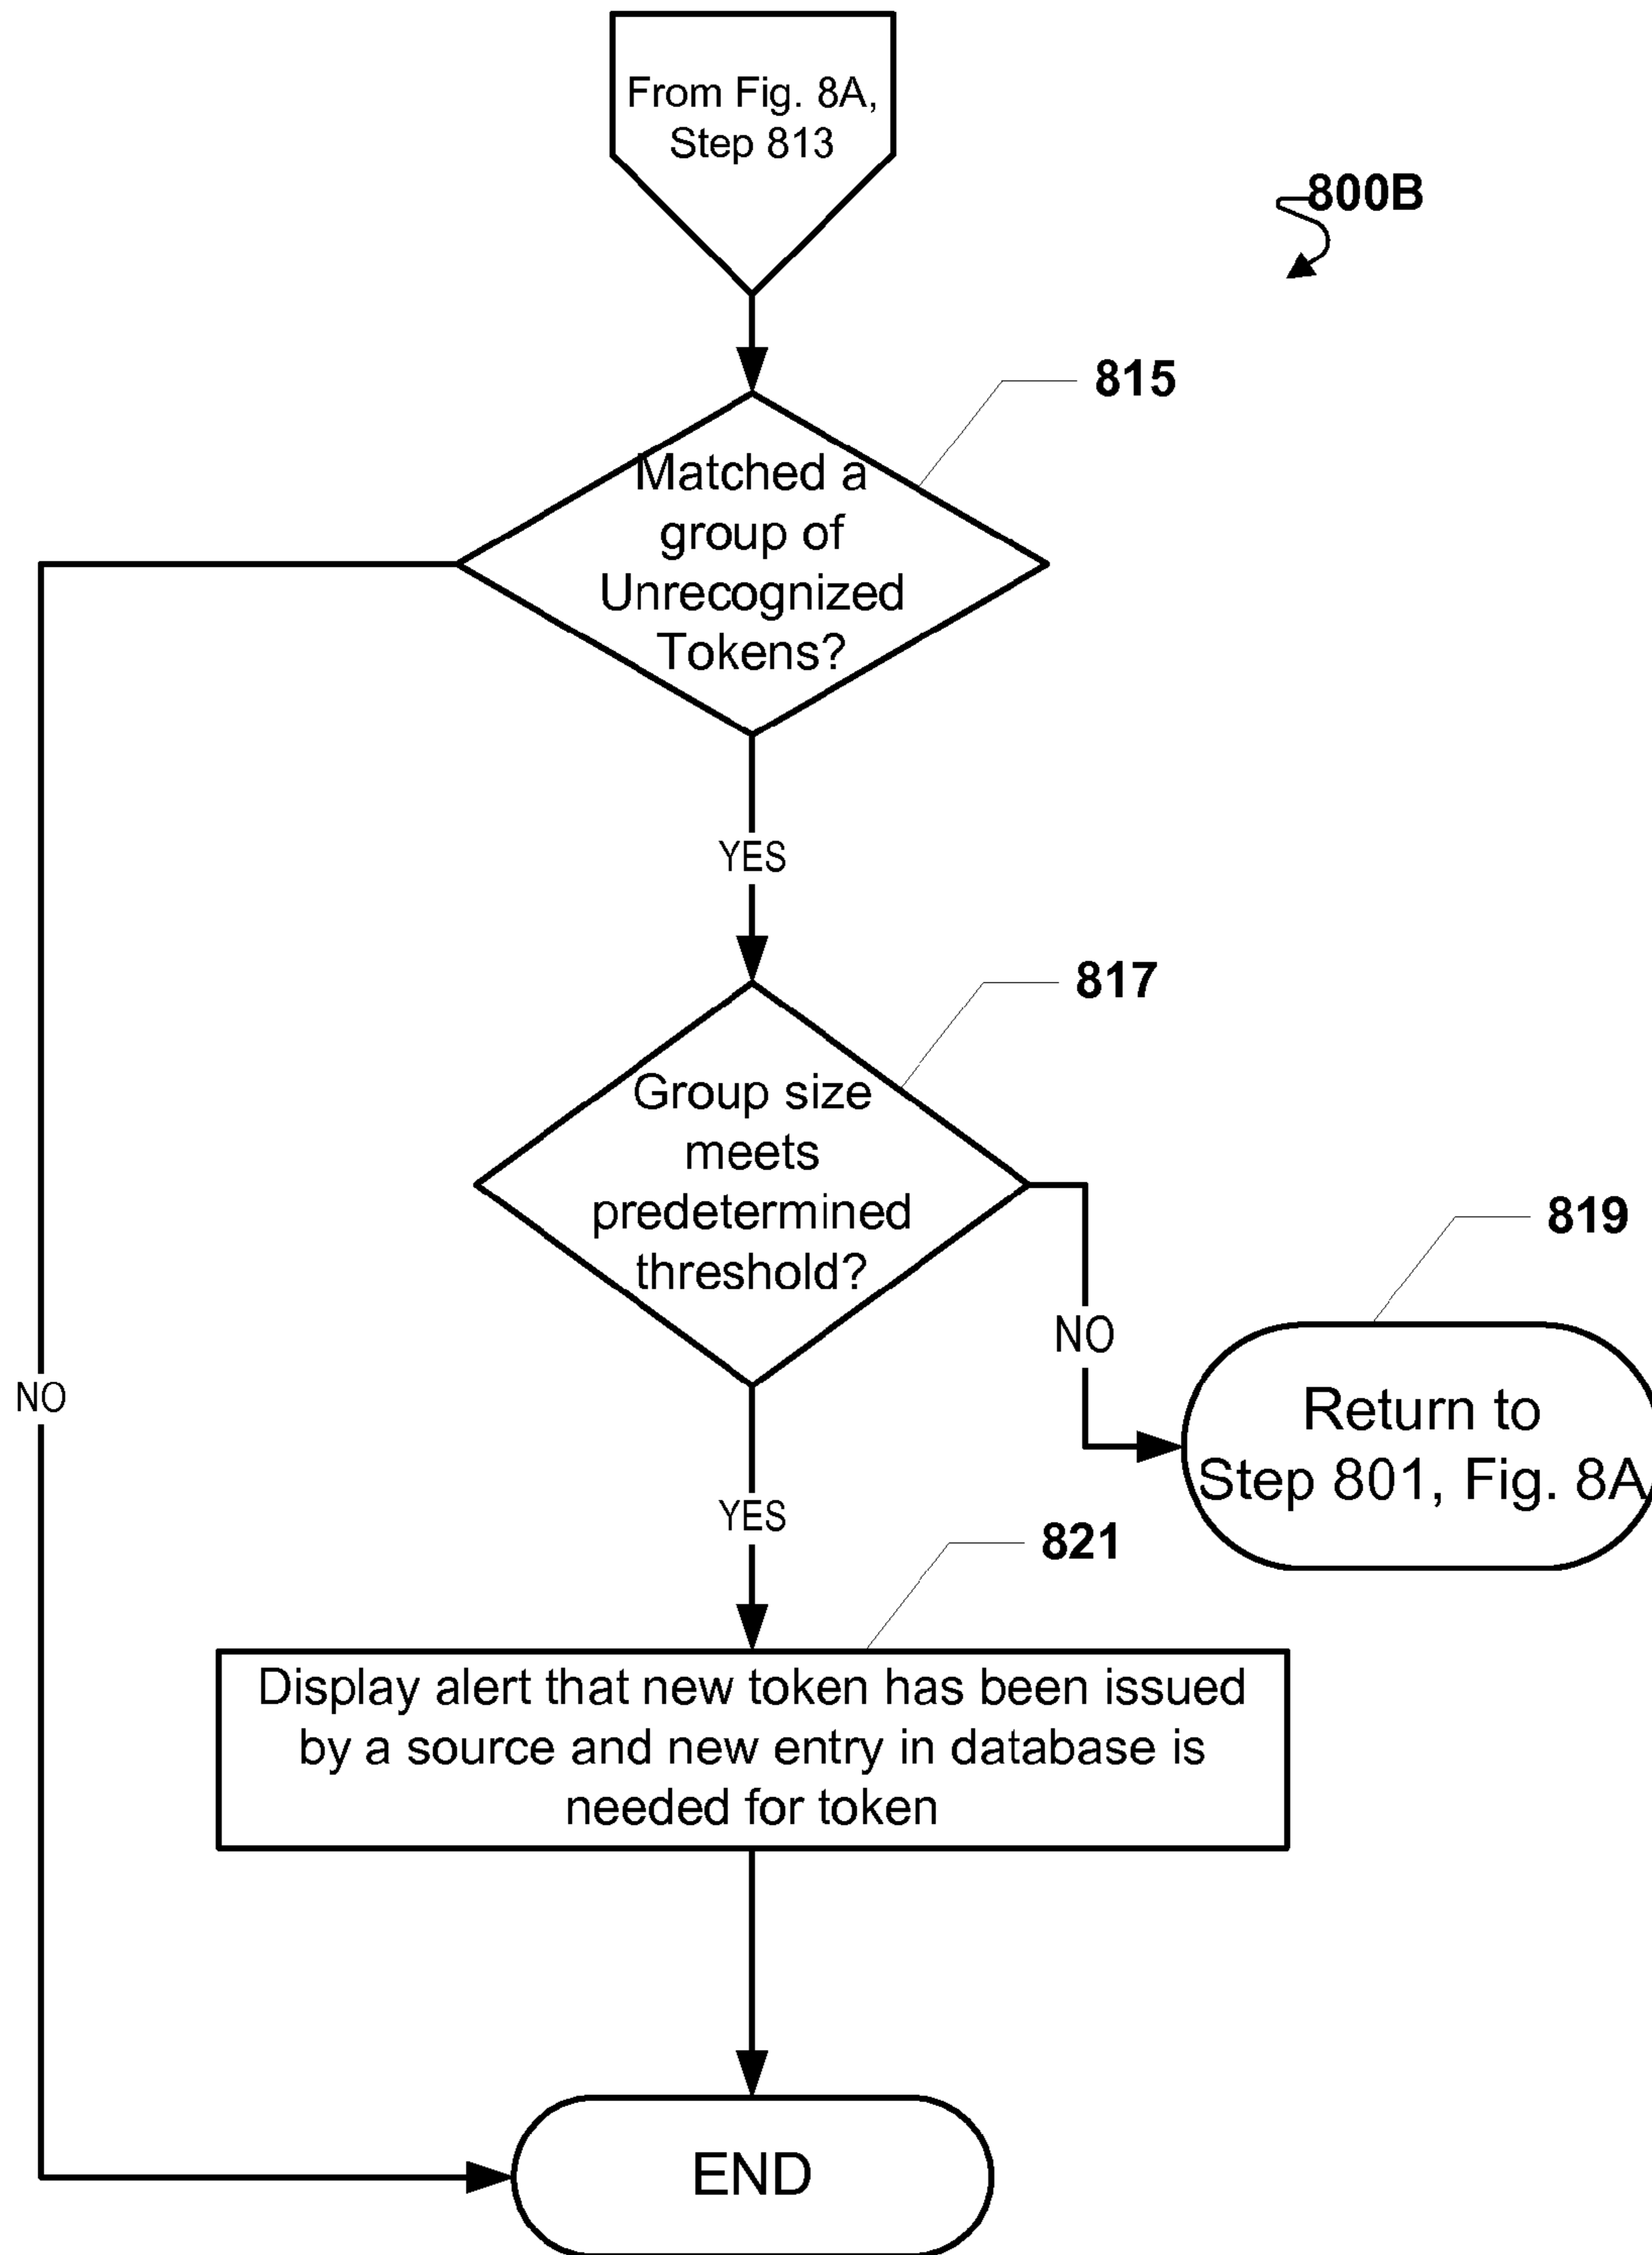 From Fig. 8A,
Step 813
800B
815
Matched a
group of
Unrecognized
Tokens?
YES
817
Group size
meets
predetermined
threshold?
819
NO
Return to
Step 801, Fig. 8A
NO
YES
821
Display alert that new token has been issued
by a source and new entry in database is
needed for token
END